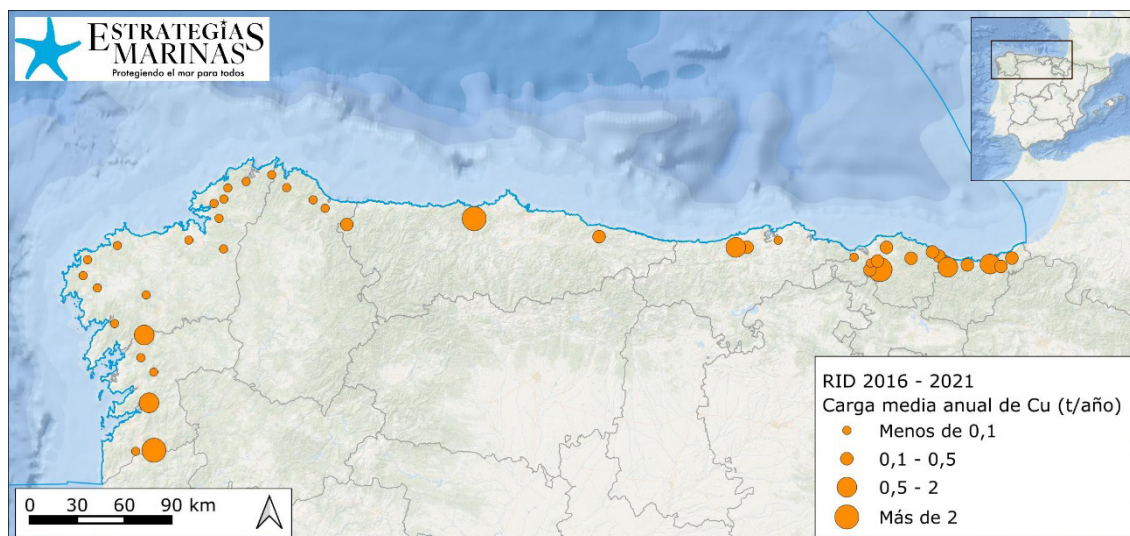 ESTRATEGIAS
MARINAS
Protegiendo el mar para todos
RID 2016 - 2021
Carga media anual de Cu (t/año)
Menos de 0,1
0,1 - 0,5
0,5 - 2
Más de 2
0 30 60 90 km